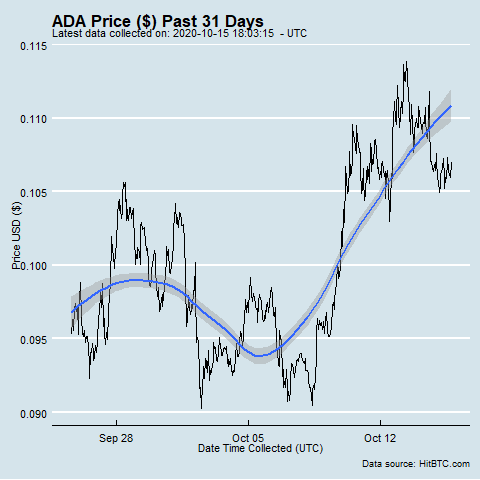 ADA Price ($) Past 31 Days
Latest data collected on: 2020-10-15 18:03:15 - UTC
0.115
0.110
0.105
0.100
0.095
0.090
Price USD ($)
Sep 28
Oct 05
Oct 12
Date Time Collected (UTC)
Data source: HitBTC.com